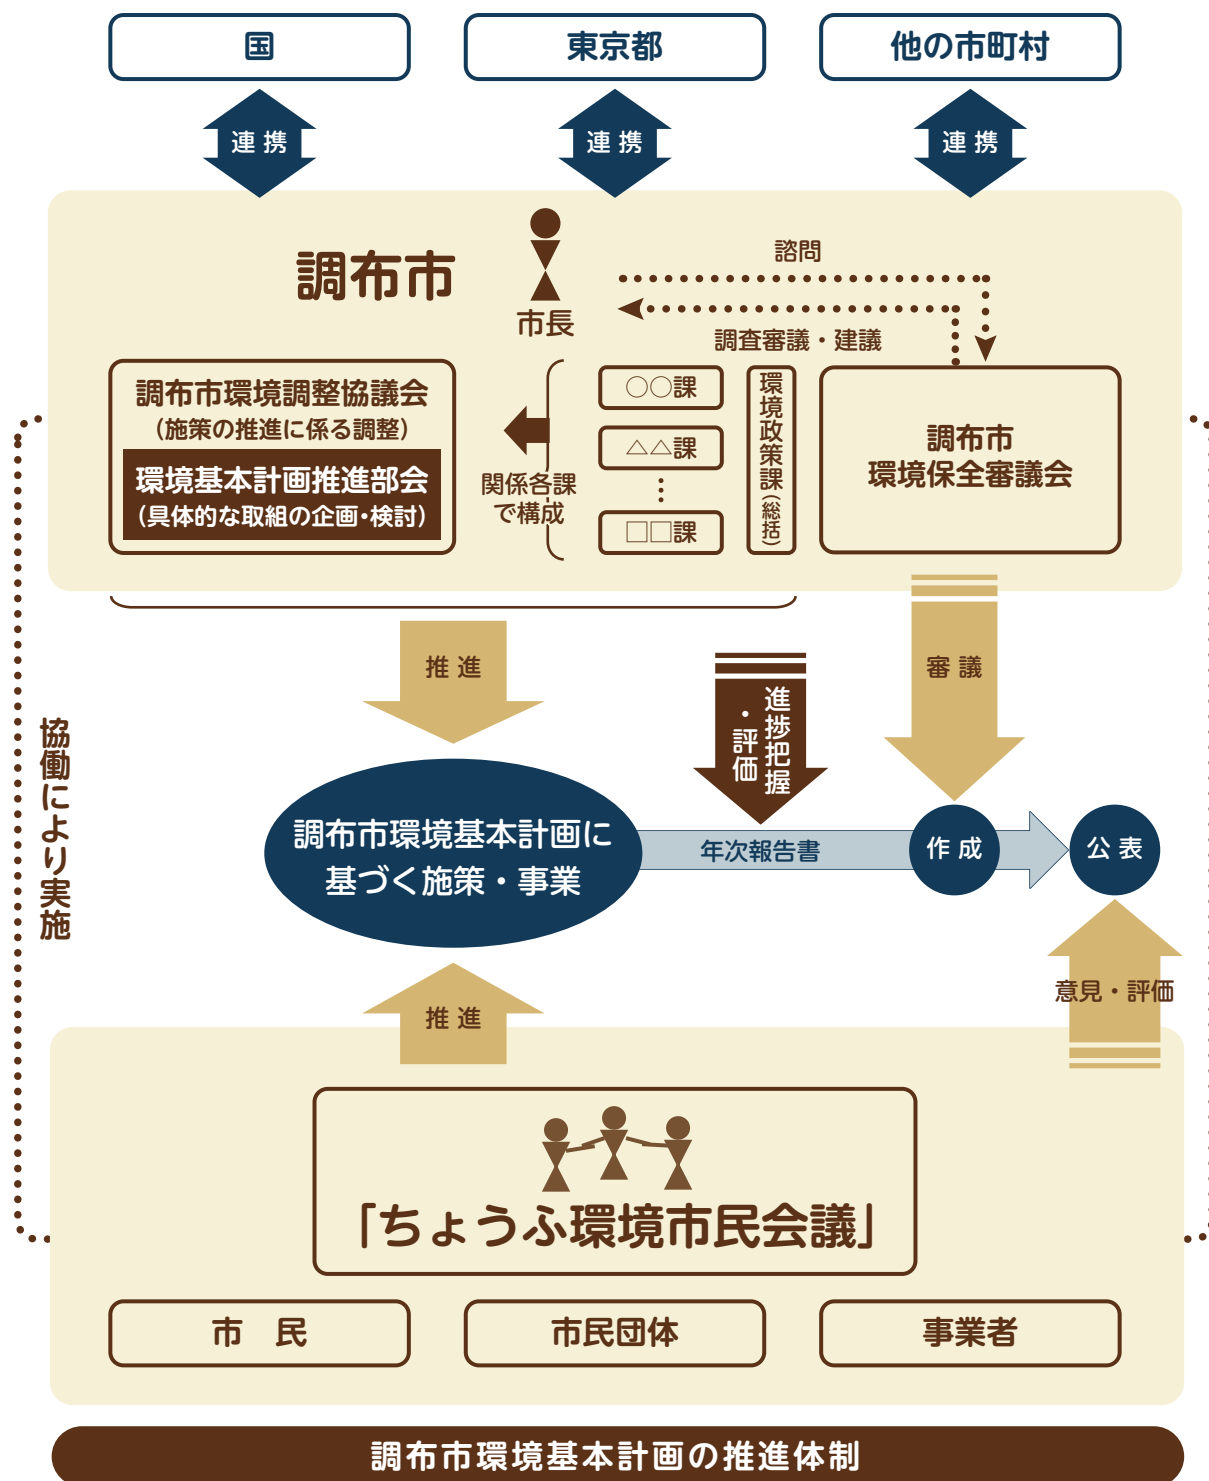 国
東京都
他の市町村
連携
連携
連携
調布市
市長
諮問
調査審議・建議
調布市環境調整協議会
(施策の推進に係る調整)
環境基本計画推進部会
(具体的な取組の企画・検討)
関係各課
で構成
○○課
△△課
⋮
□□課
環境政策課(総括)
調布市
環境保全審議会
推進
進捗把握
・評価
審議
協働により実施
調布市環境基本計画に
基づく施策・事業
年次報告書
作成
公表
推進
意見・評価
「ちょうふ環境市民会議」
市 民
市民団体
事業者
調布市環境基本計画の推進体制